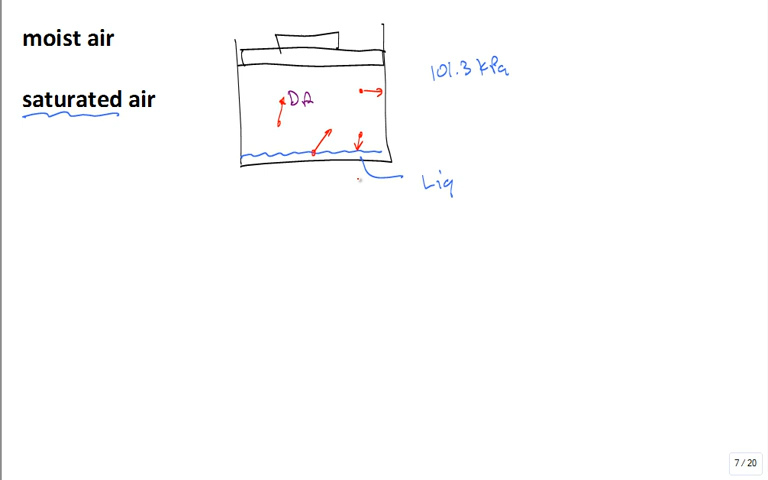 moist air
101.3 kPa
saturated air
DA
Liq
7 / 20